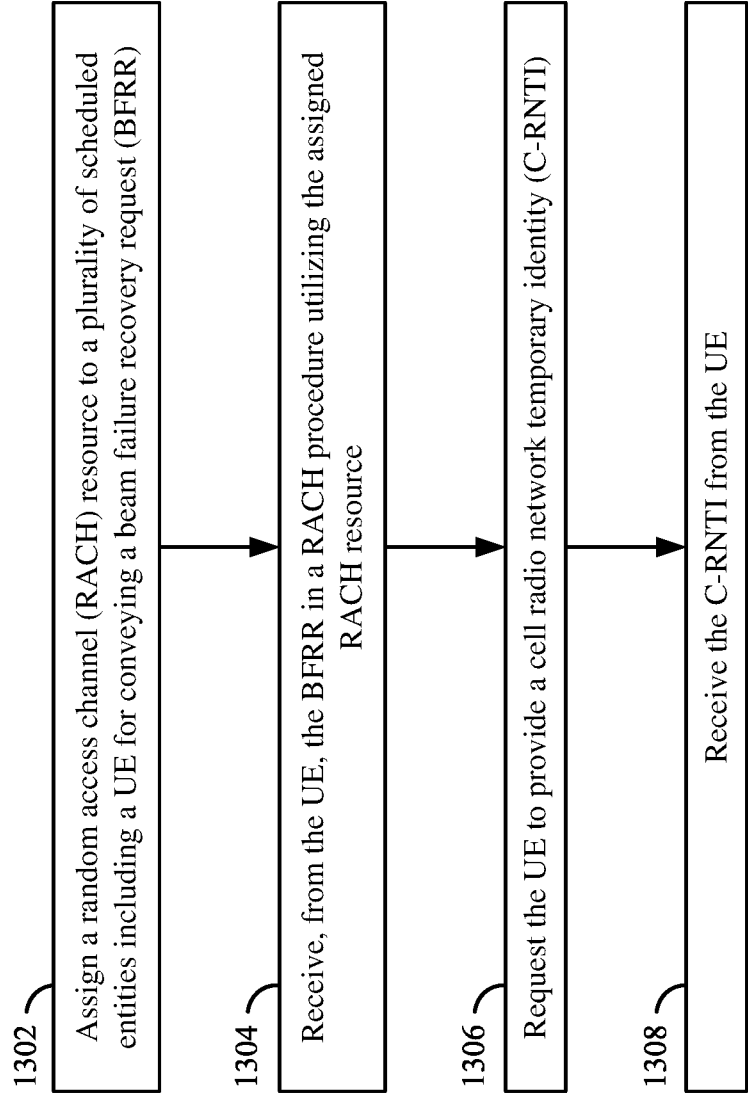 1302
Assign a random access channel (RACH) resource to a plurality of scheduled
entities including a UE for conveying a beam failure recovery request (BFRR)
1304
Receive, from the UE, the BFRR in a RACH procedure utilizing the assigned
RACH resource
1306
Request the UE to provide a cell radio network temporary identity (C-RNTI)
1308
Receive the C-RNTI from the UE